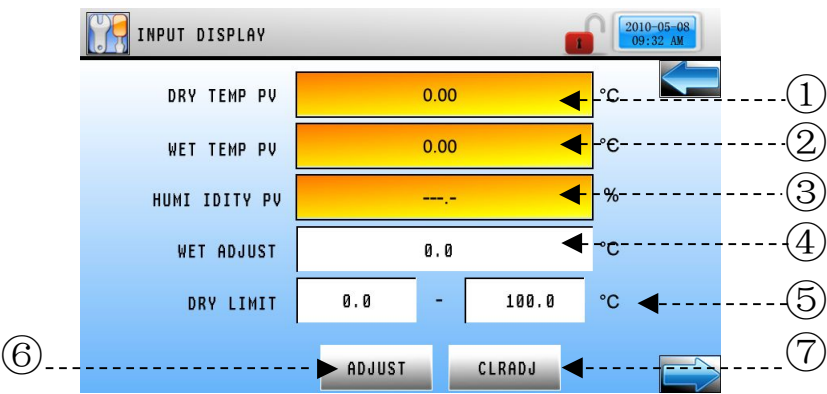 INPUT DISPLAY
2010-05-08
09:32 AM
DRY TEMP PV 0.00 °C ①
WET TEMP PV 0.00 °C ②
HUMI IDITY PV ---.- % ③
WET ADJUST 0.0 °C ④
DRY LIMIT 0.0 - 100.0 °C ⑤
⑥ ADJUST CLRADJ ⑦